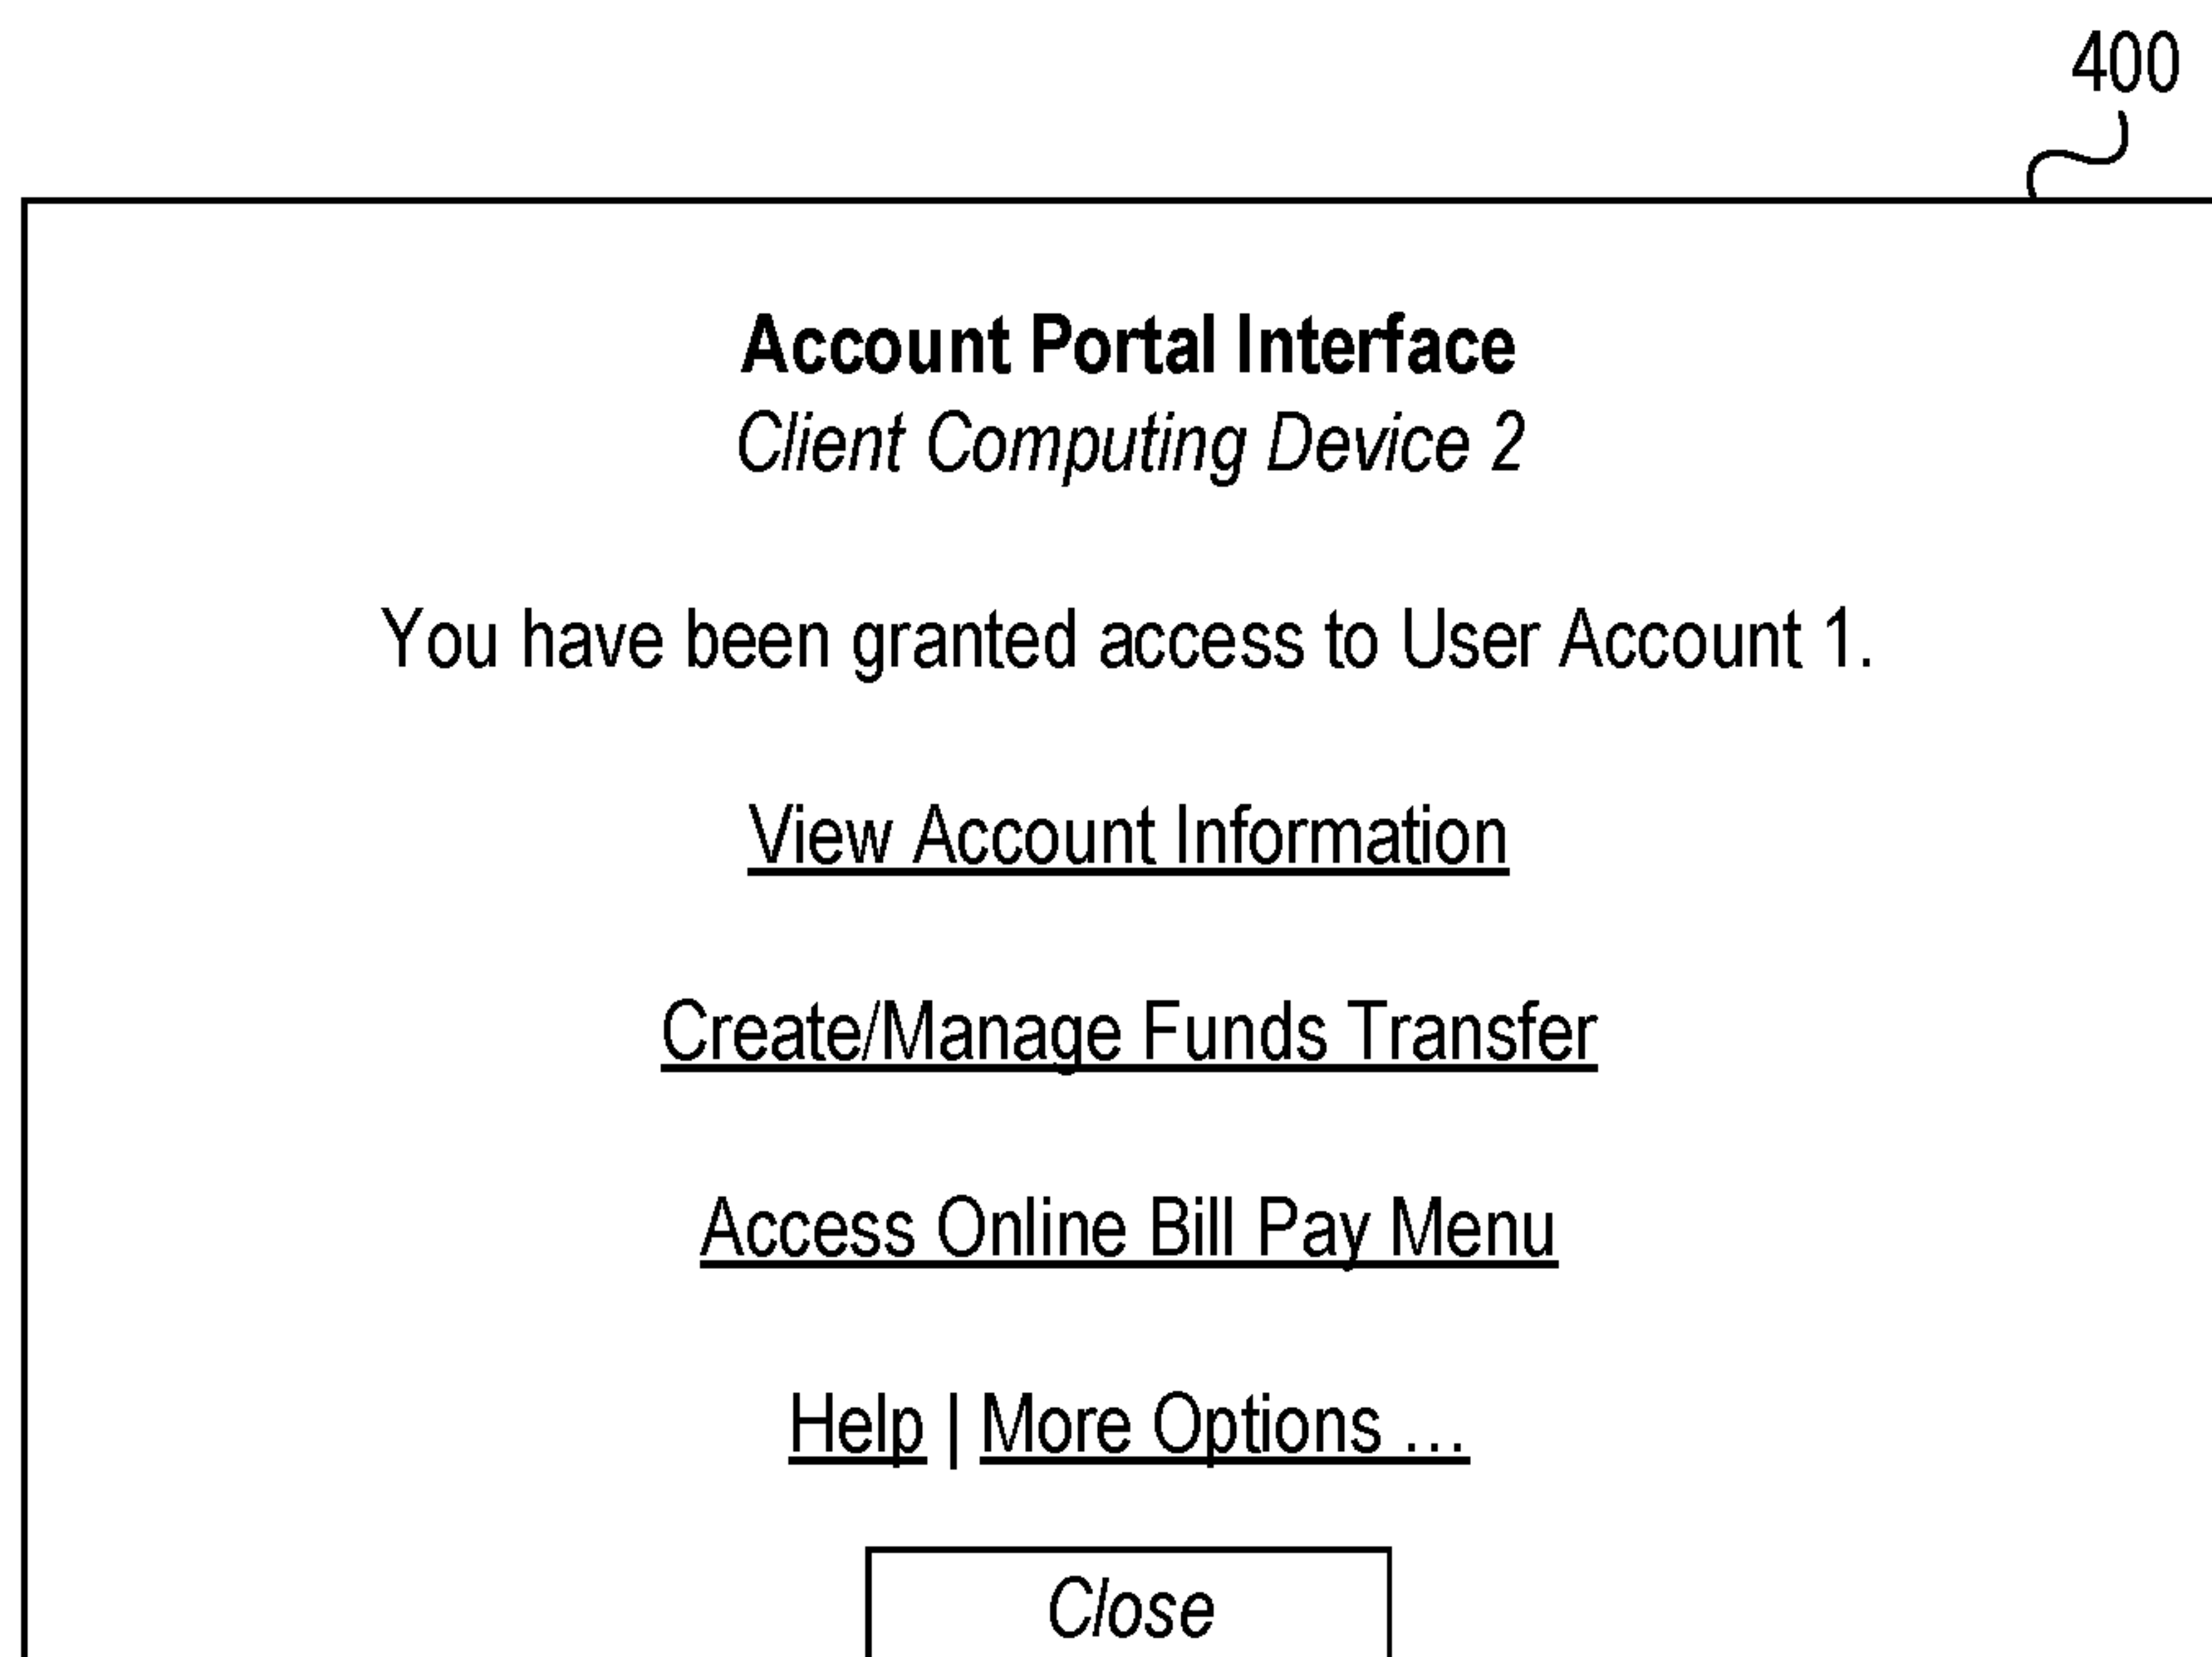 400
Account Portal Interface
Client Computing Device 2
You have been granted access to User Account 1.
View Account Information
Create/Manage Funds Transfer
Access Online Bill Pay Menu
Help | More Options ...
Close